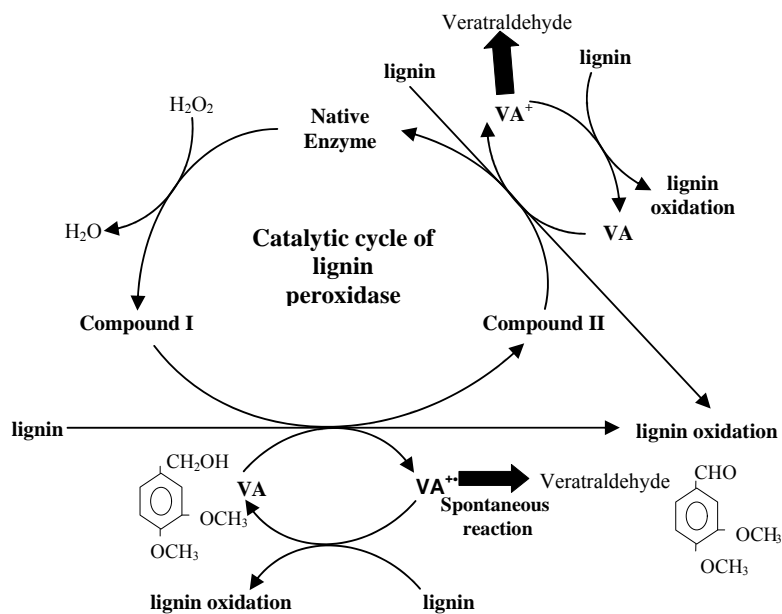 Veratraldehyde
lignin
lignin
H₂O₂
VA⁺
Native
Enzyme
lignin
oxidation
H₂O
VA
Catalytic cycle of
lignin
peroxidase
Compound I
Compound II
lignin
lignin oxidation
CH₂OH
VA
VA⁺•
Veratraldehyde
CHO
Spontaneous
reaction
OCH₃
OCH₃
OCH₃
OCH₃
lignin oxidation
lignin